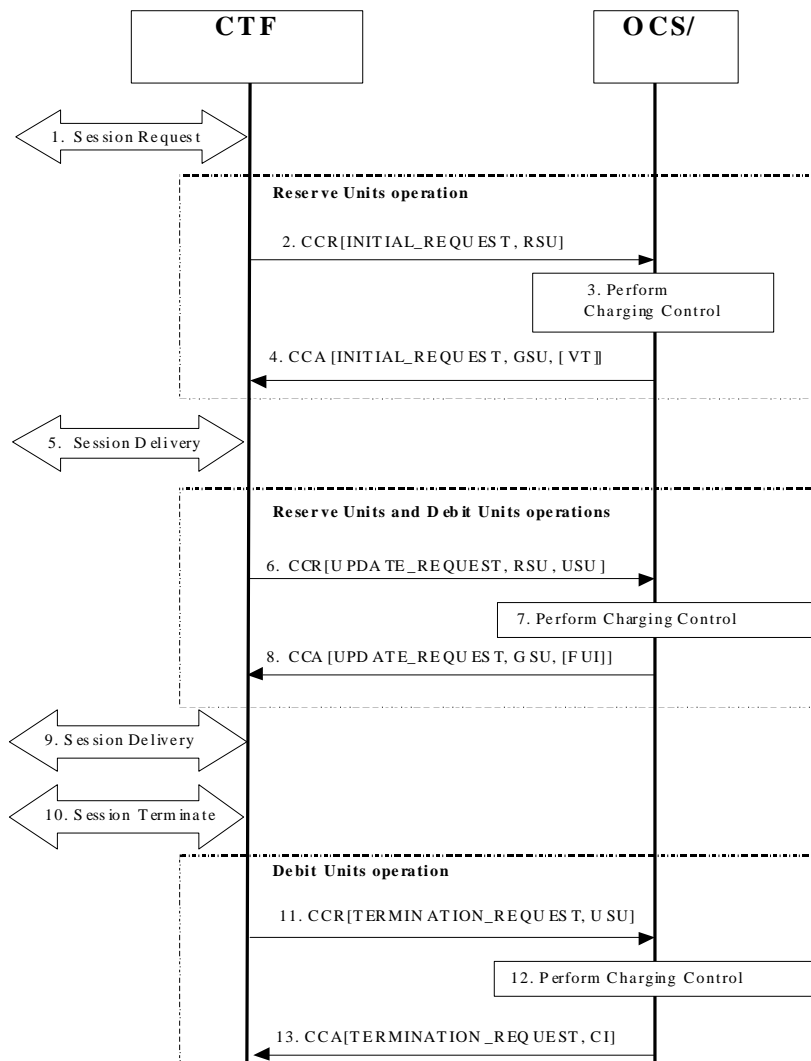 CTF
OCS/
1. Session Request
Reserve Units operation
2. CCR[INITIAL_REQUEST, RSU]
3. Perform
Charging Control
4. CCA [INITIAL_REQUEST, GSU, [VT]]
5. Session Delivery
Reserve Units and Debit Units operations
6. CCR[UPDATE_REQUEST, RSU, USU]
7. Perform Charging Control
8. CCA[UPDATE_REQUEST, GSU, [FUI]]
9. Session Delivery
10. Session Terminate
Debit Units operation
11. CCR[TERMINATION_REQUEST, USU]
12. Perform Charging Control
13. CCA[TERMINATION_REQUEST, CI]